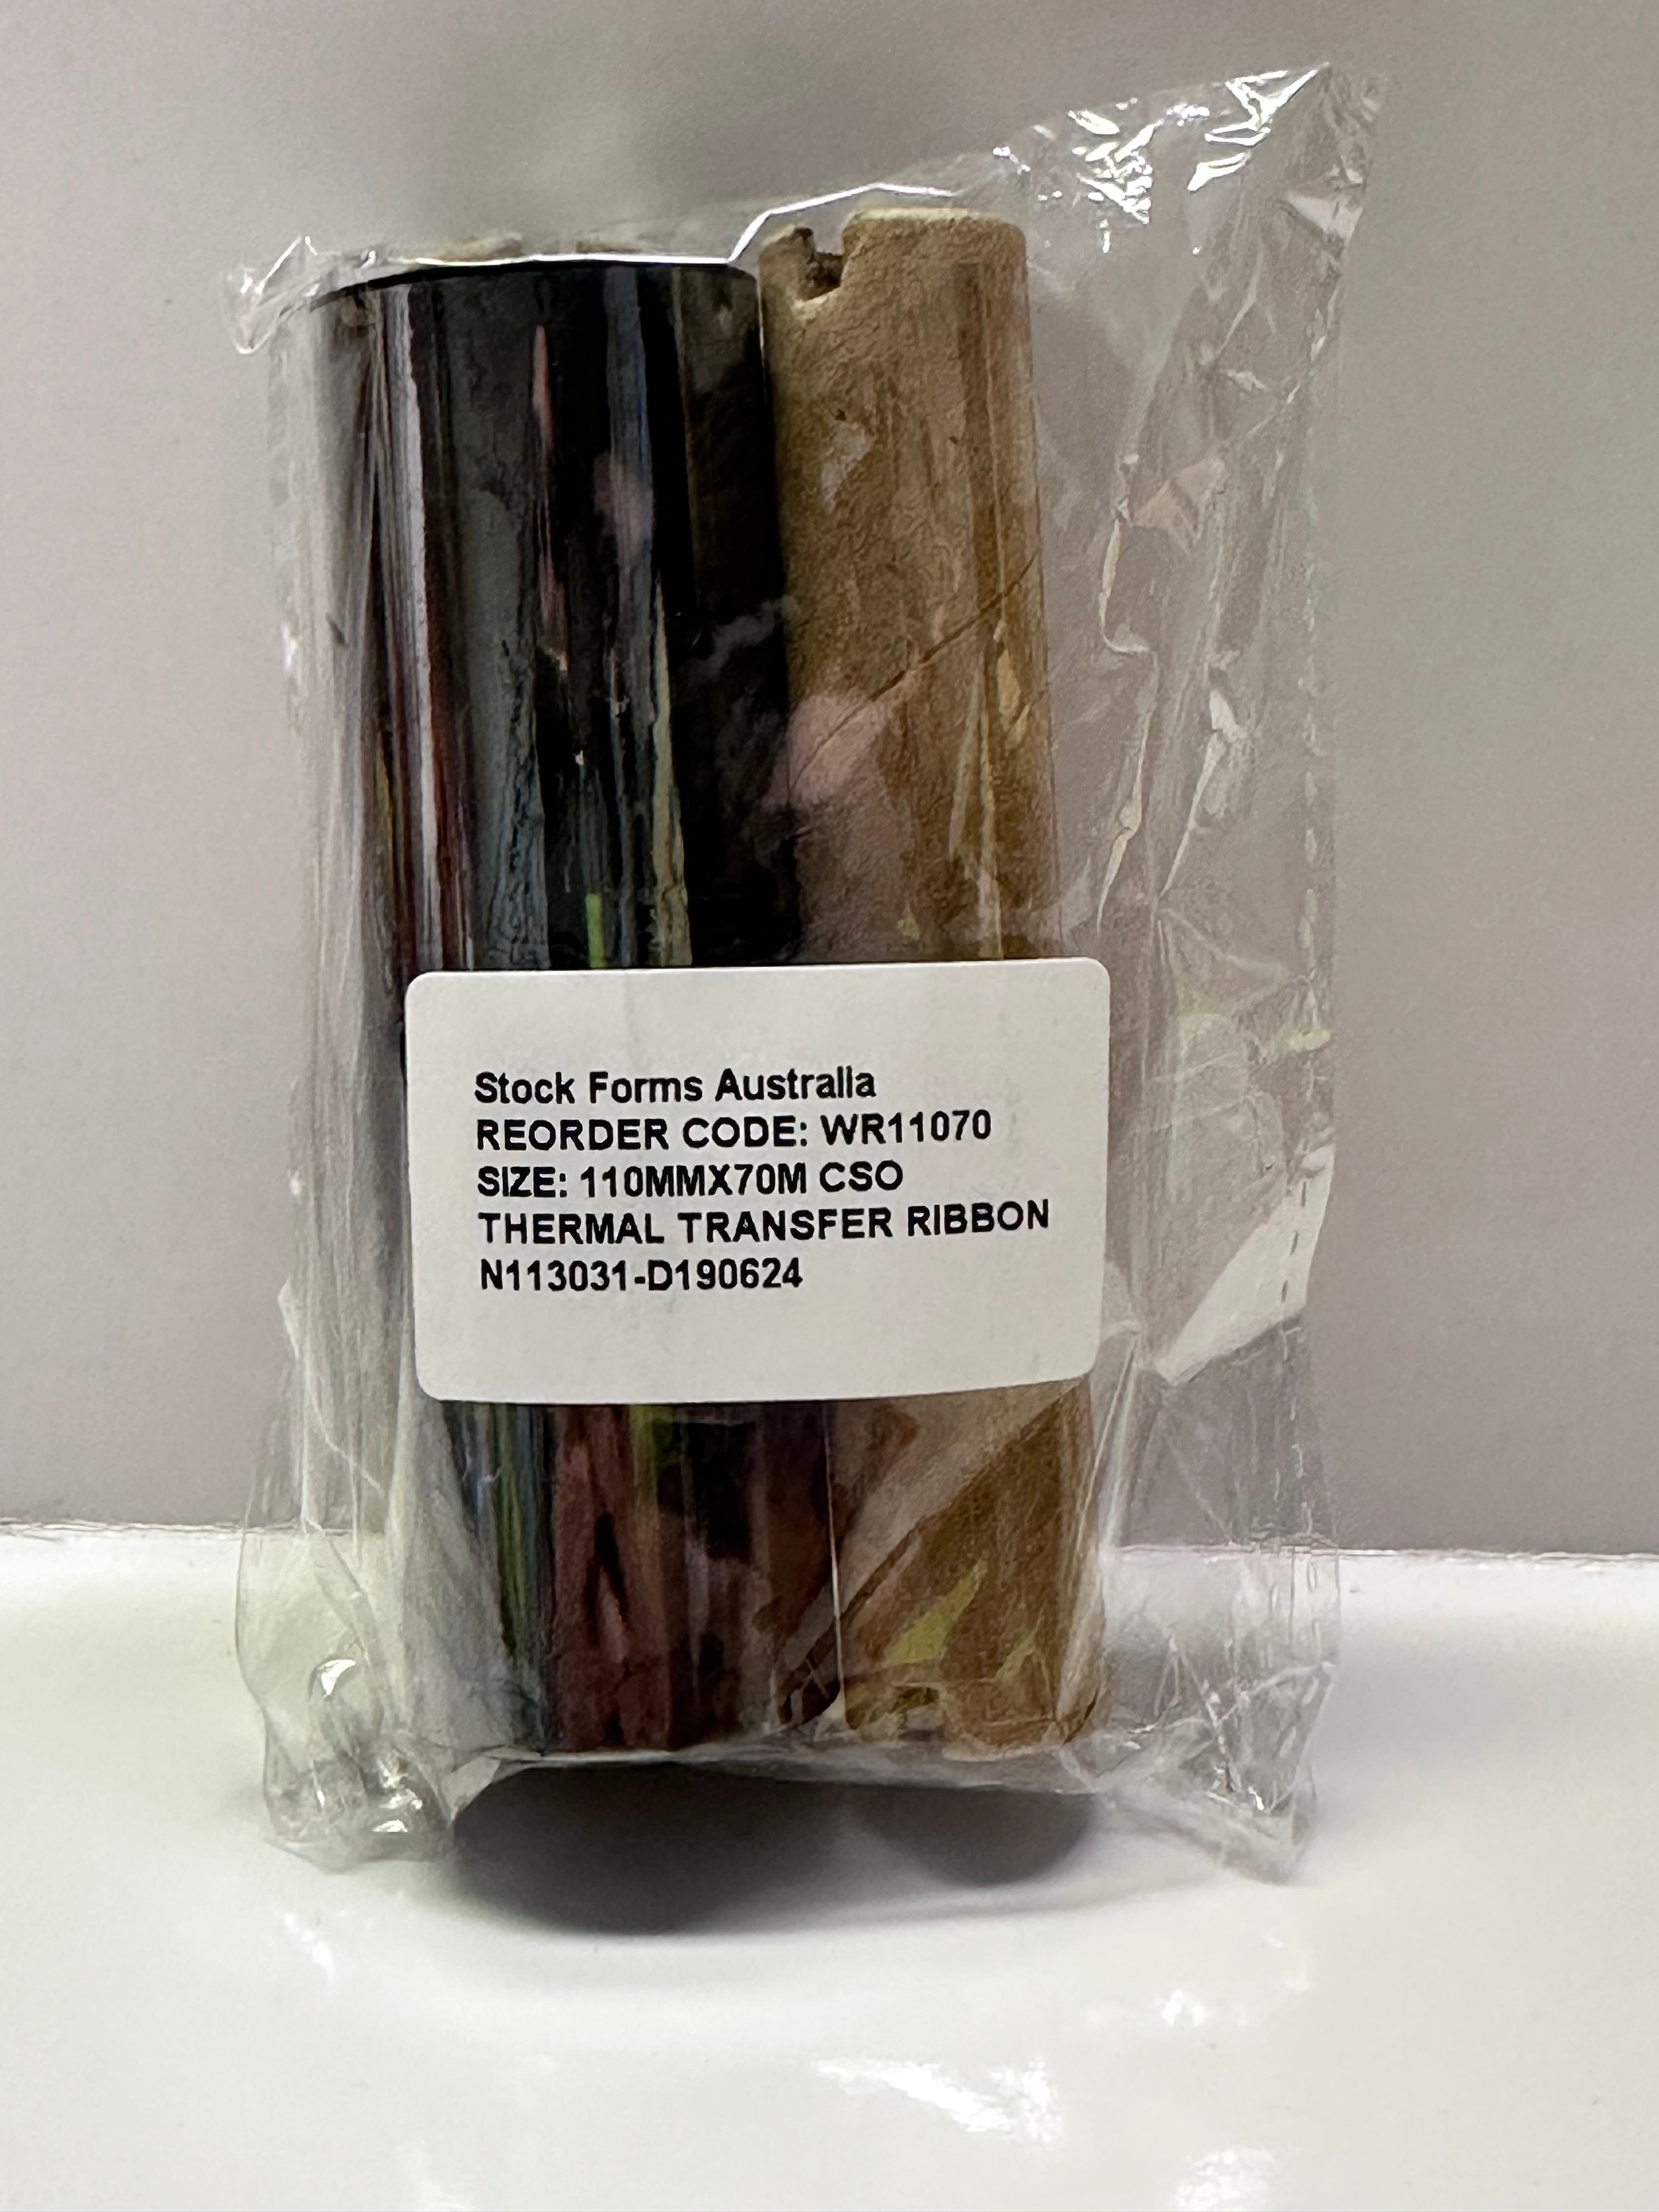 Stock Forms Australia
REORDER CODE: WR11070
SIZE: 110MMX70M CSO
THERMAL TRANSFER RIBBON
N113031-D190624